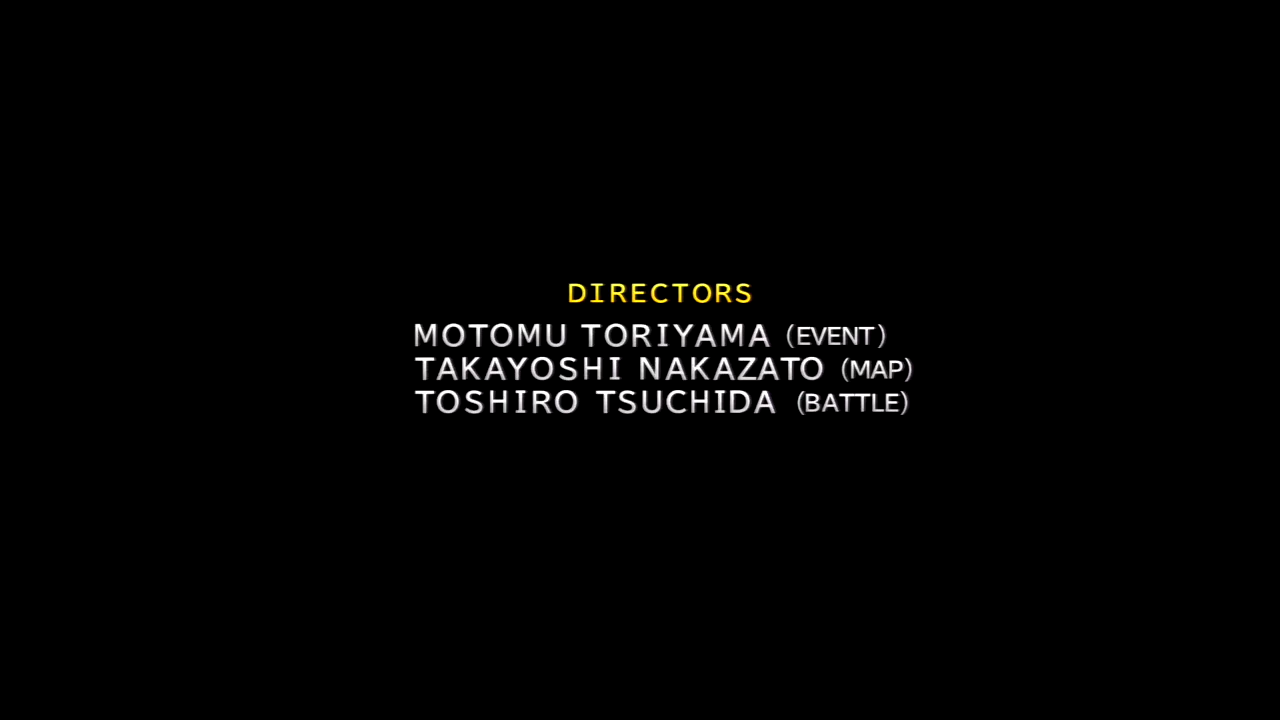 DIRECTORS
MOTOMU TORIYAMA (EVENT)
TAKAYOSHI NAKAZATO (MAP)
TOSHIRO TSUCHIDA (BATTLE)